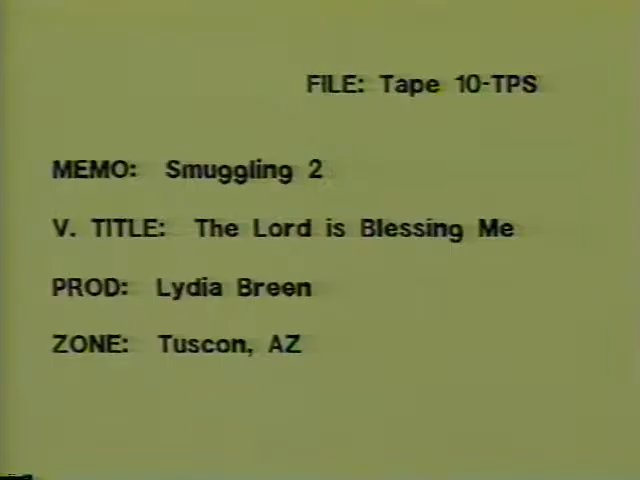 FILE: Tape 10-TPS
MEMO: Smuggling 2
V. TITLE: The Lord is Blessing Me
PROD: Lydia Breen
ZONE: Tuscon, AZ